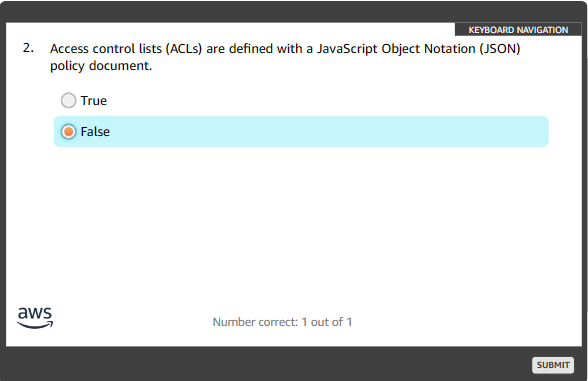 KEYBOARD NAVIGATION
2. Access control lists (ACLs) are defined with a JavaScript Object Notation (JSON)
policy document.
True
False
aws
Number correct: 1 out of 1
SUBMIT